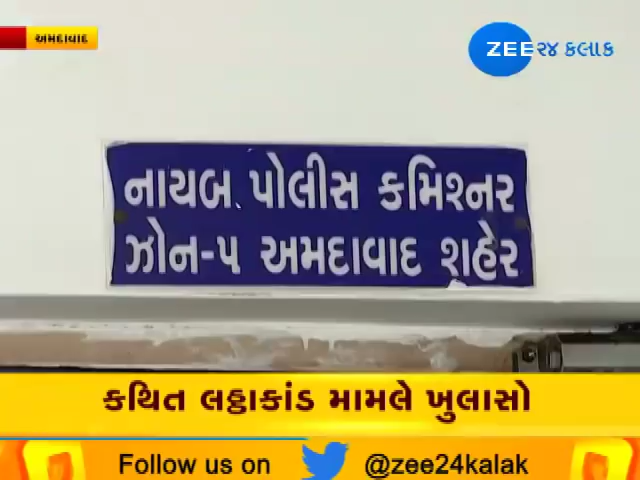 અમદાવાદ
ZEE ૨૪ કલાક
નાયબ પોલીસ કમિશ્નર
ઝોન-૫ અમદાવાદ શહેર
કથિત લઠ્ઠાકાંડ મામલે ખુલાસો
Follow us on @zee24kalak